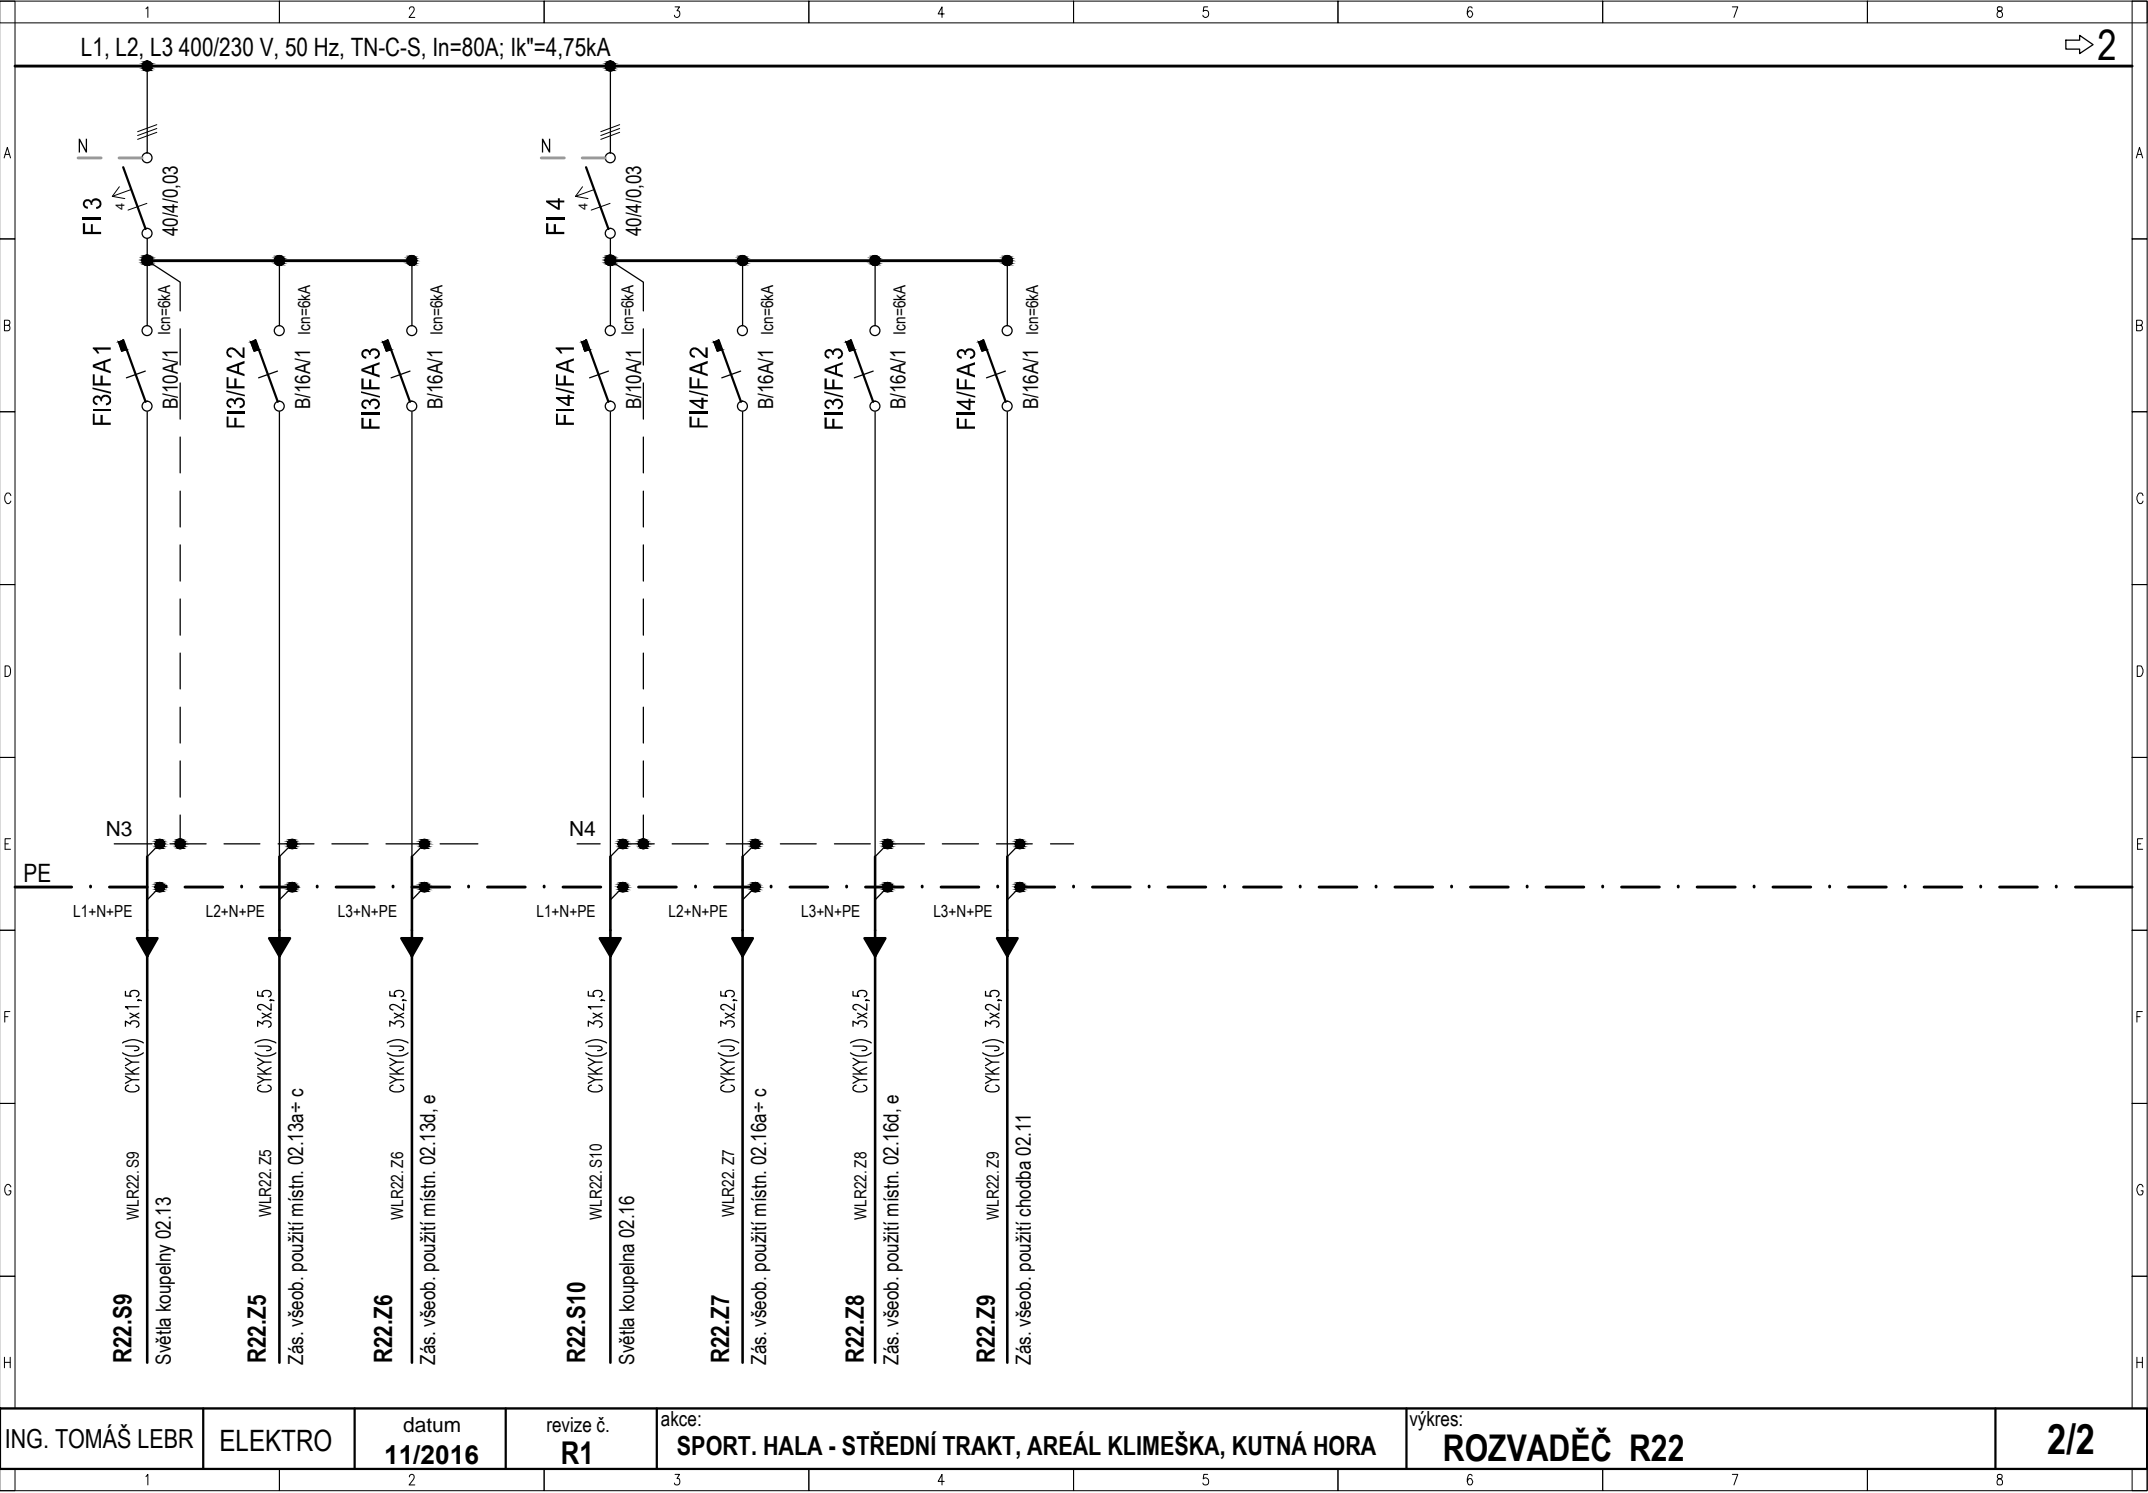 1 2 3 4 5 6 7 8
L1, L2, L3 400/230 V, 50 Hz, TN-C-S, In=80A; Ik"=4,75kA
2
A
N
FI 3
4
40/4/0,03
N
FI 4
4
40/4/0,03
A
B
FI3/FA1
B/10A/1 Icn=6kA
FI3/FA2
B/16A/1 Icn=6kA
FI3/FA3
B/16A/1 Icn=6kA
FI4/FA1
B/10A/1 Icn=6kA
FI4/FA2
B/16A/1 Icn=6kA
FI3/FA3
B/16A/1 Icn=6kA
FI4/FA3
B/16A/1 Icn=6kA
B
C
C
D
D
E
N3
N4
E
PE
L1+N+PE
L2+N+PE
L3+N+PE
L1+N+PE
L2+N+PE
L3+N+PE
L3+N+PE
F
F
G
G
H
H
R22.S9 WLR22.S9 CYKY(J) 3x1,5
Světla koupelny 02.13
R22.Z5 WLR22.Z5 CYKY(J) 3x2,5
Zás. všeob. použití místn. 02.13a÷ c
R22.Z6 WLR22.Z6 CYKY(J) 3x2,5
Zás. všeob. použití místn. 02.13d, e
R22.S10 WLR22.S10 CYKY(J) 3x1,5
Světla koupelna 02.16
R22.Z7 WLR22.Z7 CYKY(J) 3x2,5
Zás. všeob. použití místn. 02.16a÷ c
R22.Z8 WLR22.Z8 CYKY(J) 3x2,5
Zás. všeob. použití místn. 02.16d, e
R22.Z9 WLR22.Z9 CYKY(J) 3x2,5
Zás. všeob. použití chodba 02.11
ING. TOMÁŠ LEBR
ELEKTRO
datum
11/2016
revize č.
R1
akce:
SPORT. HALA - STŘEDNÍ TRAKT, AREÁL KLIMEŠKA, KUTNÁ HORA
výkres:
ROZVADĚČ R22
2/2
1 2 3 4 5 6 7 8